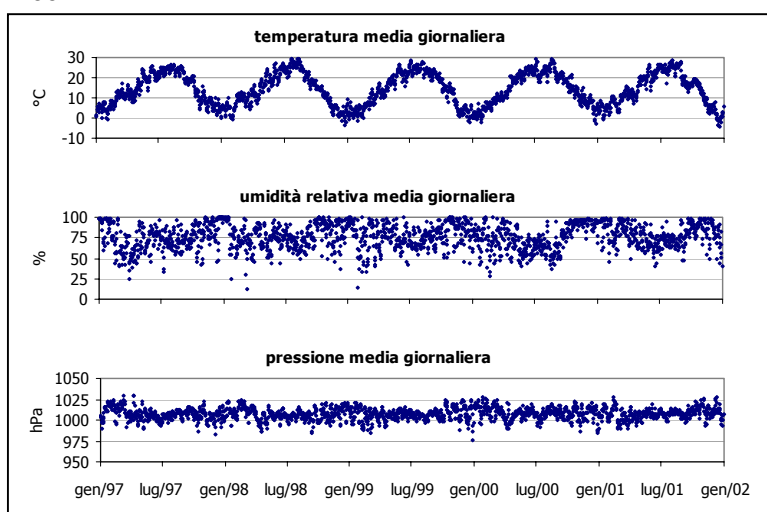 temperatura media giornaliera
30
20
10
0
-10
°C
umidità relativa media giornaliera
100
75
50
25
0
%
pressione media giornaliera
1050
1025
1000
975
950
hPa
gen/97 lug/97 gen/98 lug/98 gen/99 lug/99 gen/00 lug/00 gen/01 lug/01 gen/02